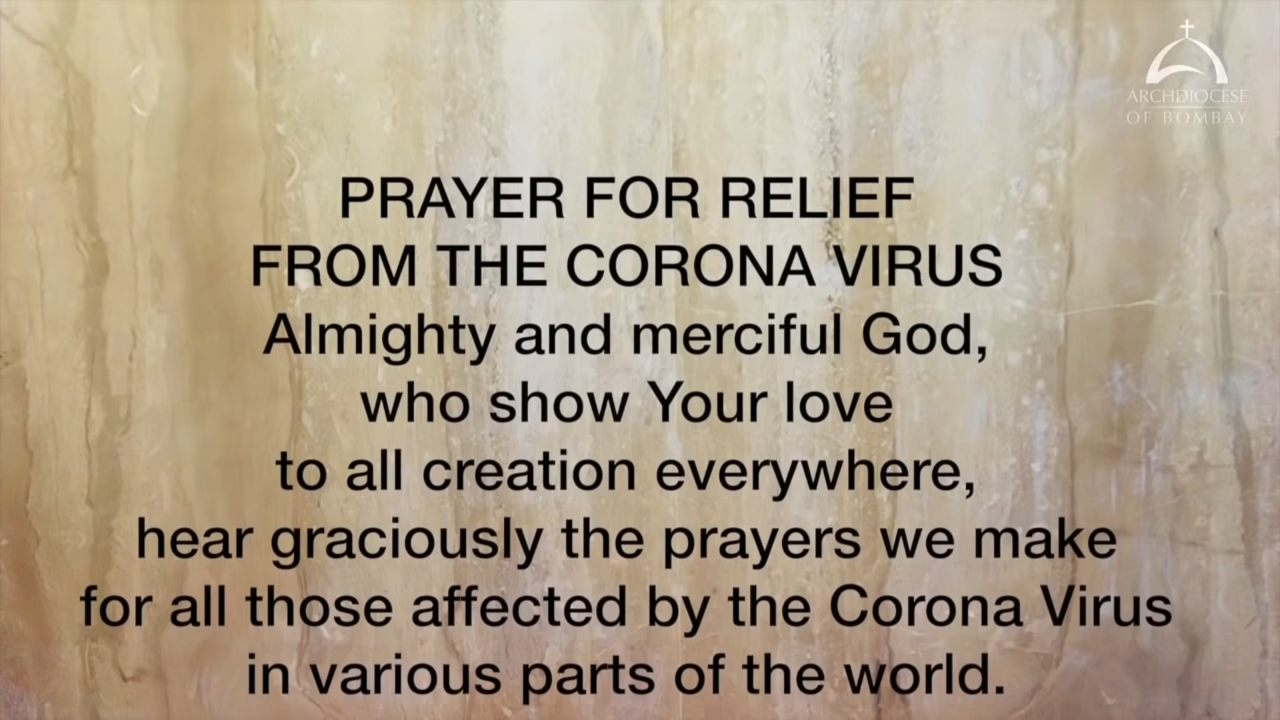 ARCHDIOCESE
OF BOMBAY
PRAYER FOR RELIEF
FROM THE CORONA VIRUS
Almighty and merciful God,
who show Your love
to all creation everywhere,
hear graciously the prayers we make
for all those affected by the Corona Virus
in various parts of the world.